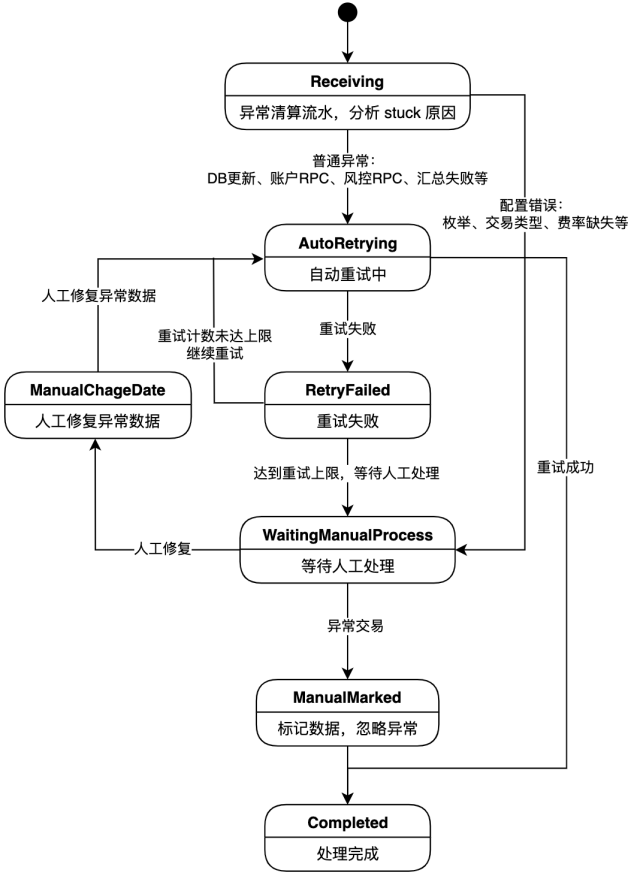 Receiving
异常清算流水，分析 stuck 原因
普通异常：
DB更新、账户RPC、风控RPC、汇总失败等
配置错误：
枚举、交易类型、费率缺失等
AutoRetrying
自动重试中
人工修复异常数据
重试失败
重试计数未达上限
继续重试
ManualChageDate
人工修复异常数据
RetryFailed
重试失败
达到重试上限，等待人工处理
重试成功
WaitingManualProcess
等待人工处理
人工修复
异常交易
ManualMarked
标记数据，忽略异常
Completed
处理完成